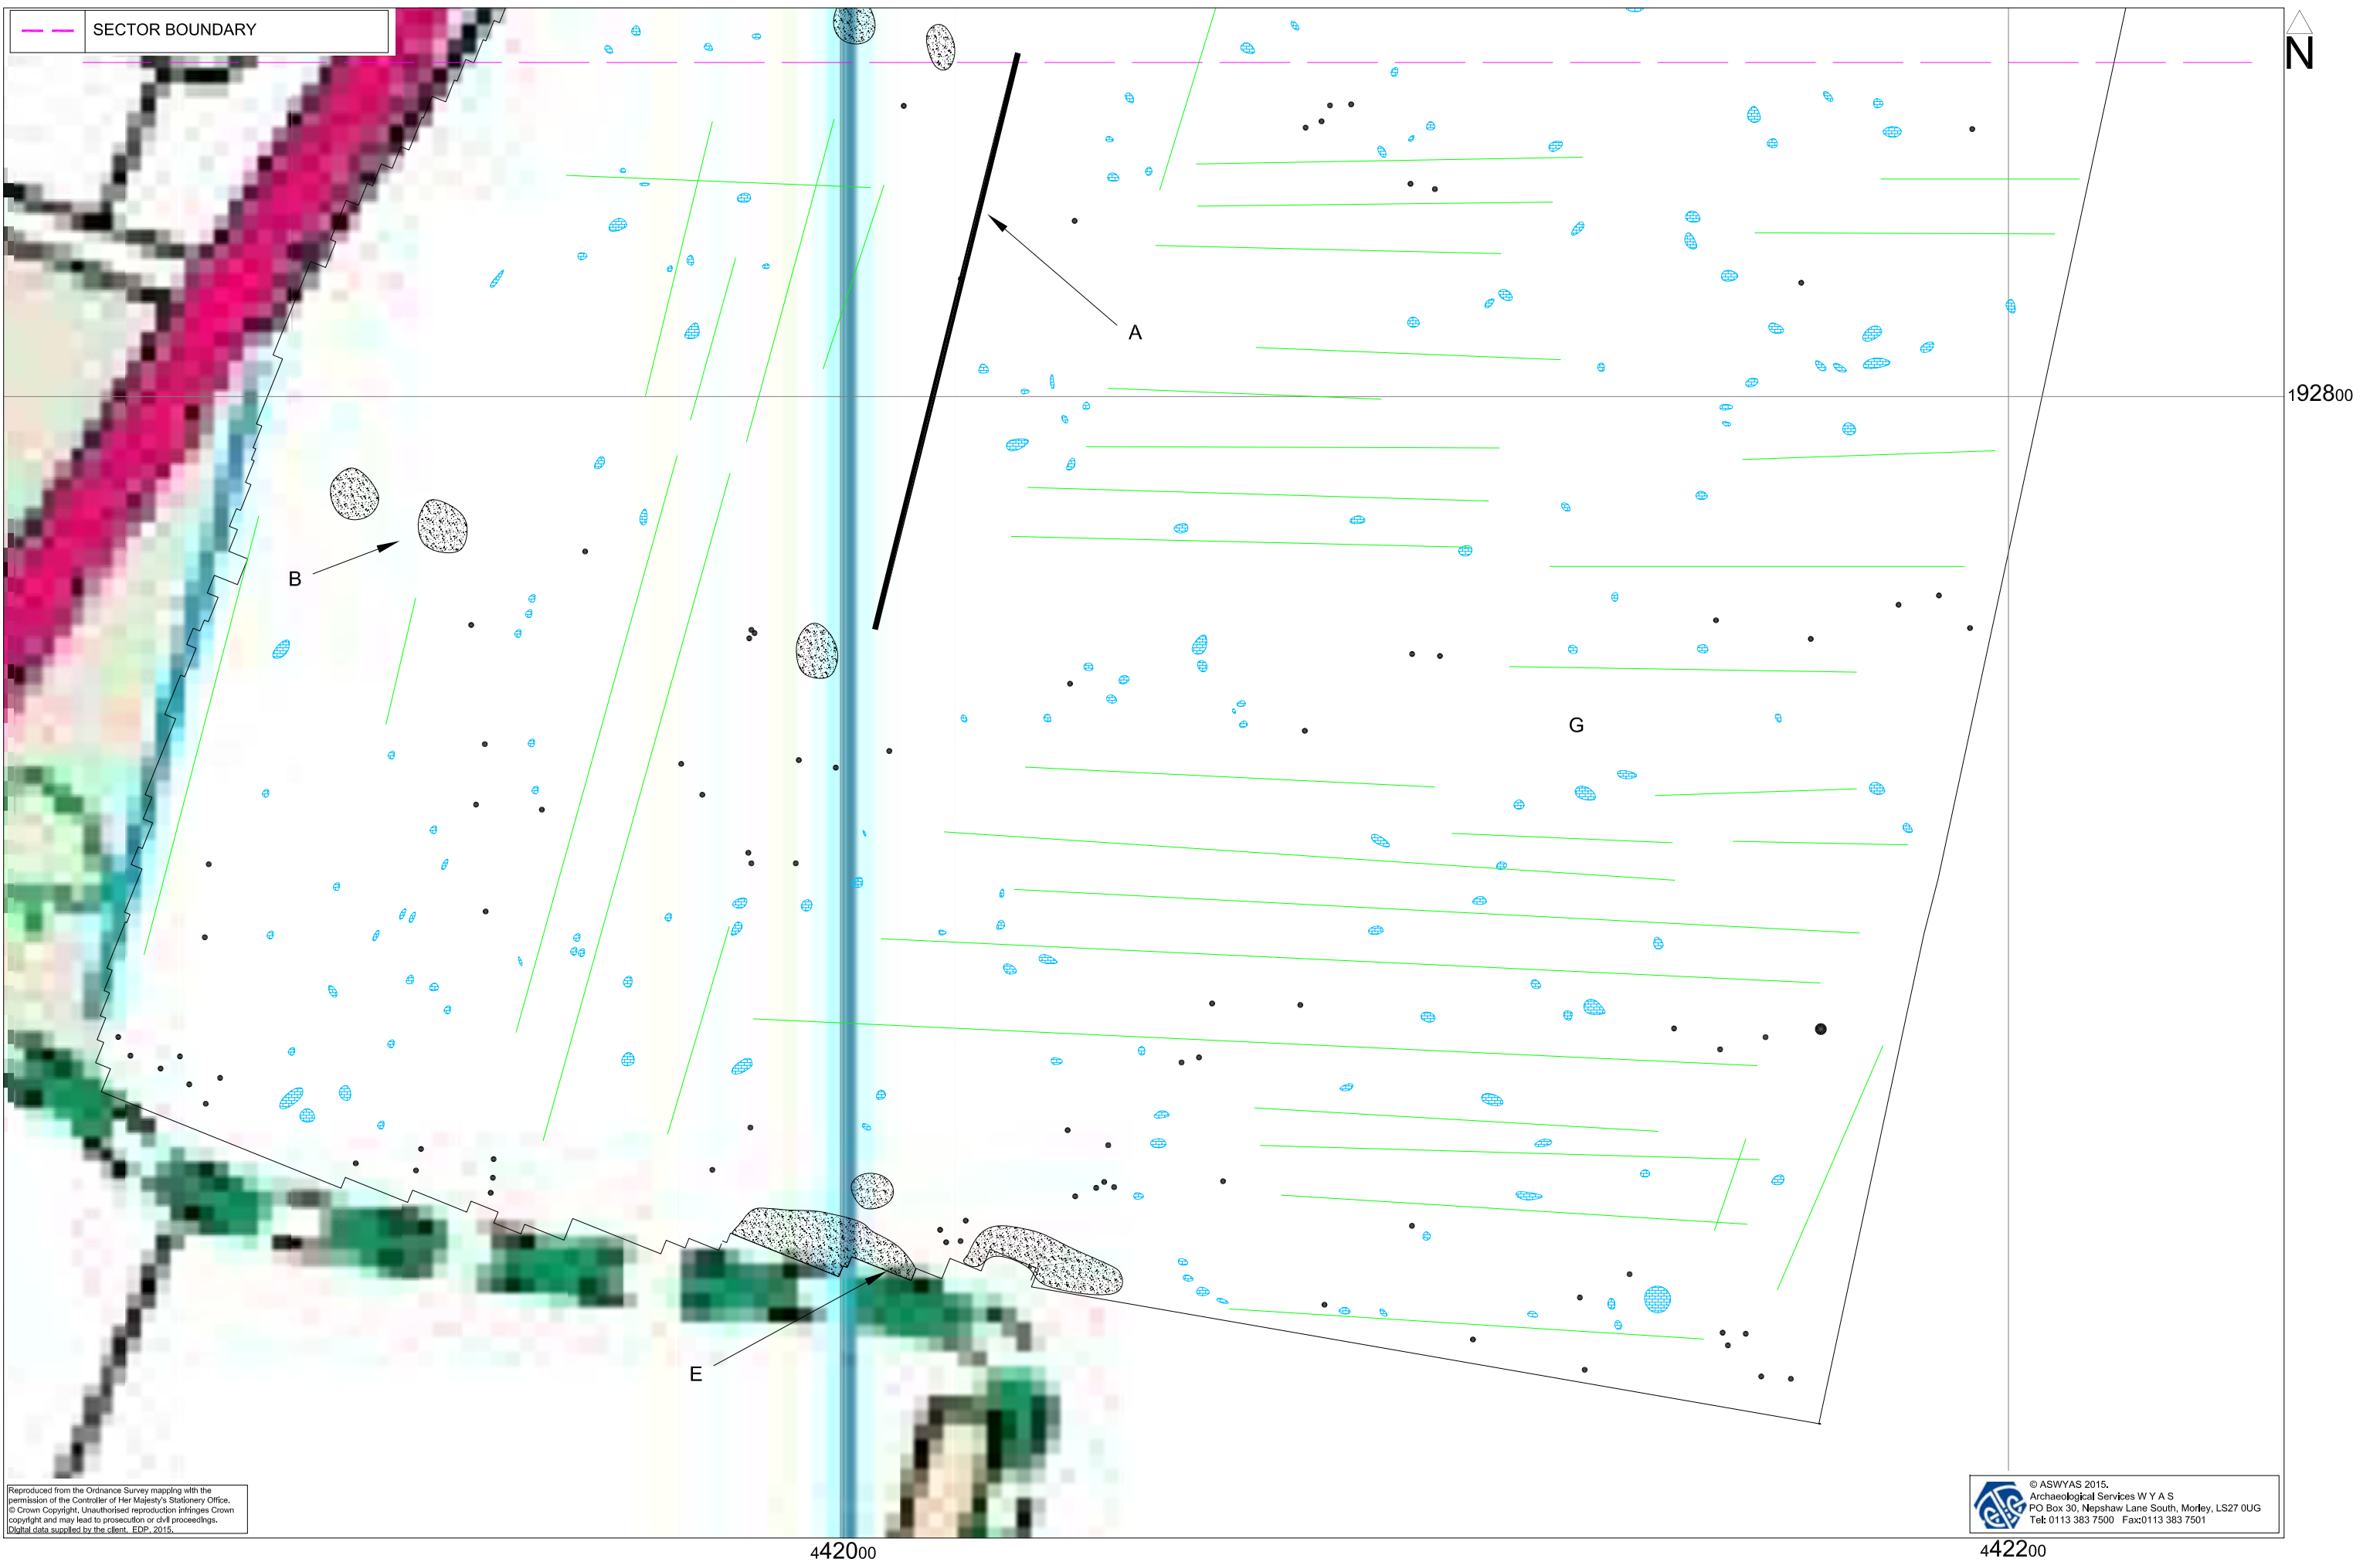 SECTOR BOUNDARY
N
A
192800
B
G
E
Reproduced from the Ordnance Survey mapping with the
permission of the Controller of Her Majesty's Stationery Office.
© Crown Copyright. Unauthorised reproduction infringes Crown
copyright and may lead to prosecution or civil proceedings.
Digital data supplied by the client, EDP, 2015.
© ASWYAS 2015.
Archaeological Services W Y A S
PO Box 30, Nepshaw Lane South, Morley, LS27 0UG
Tel: 0113 383 7500 Fax:0113 383 7501
442000
442200